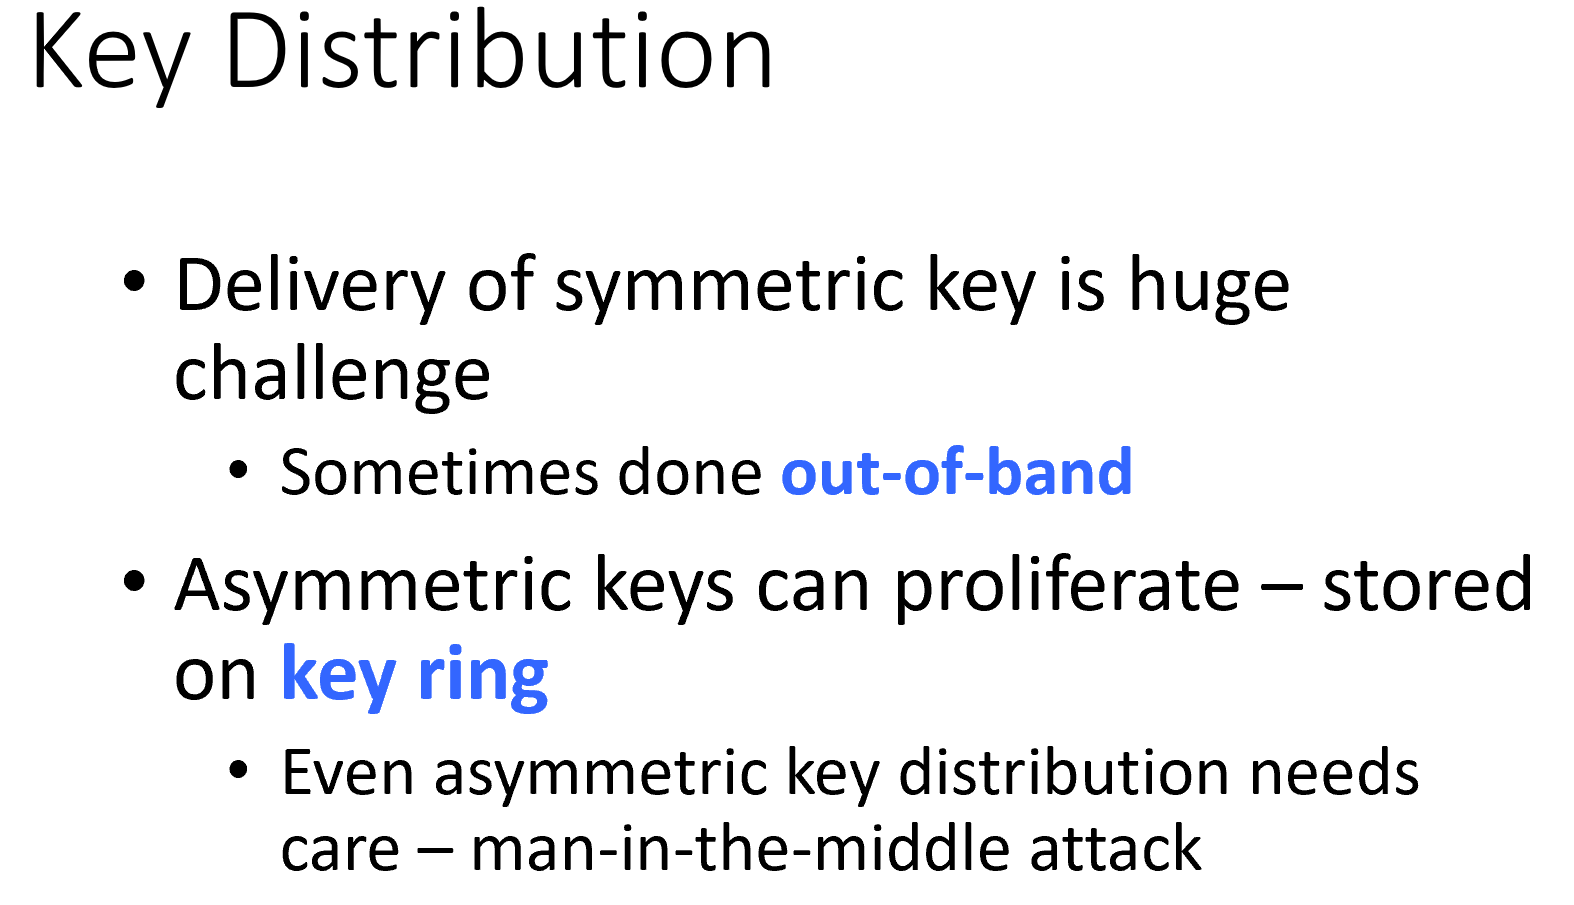 Key Distribution
• Delivery of symmetric key is huge
challenge
• Sometimes done out-of-band
• Asymmetric keys can proliferate – stored
on key ring
• Even asymmetric key distribution needs
care – man-in-the-middle attack